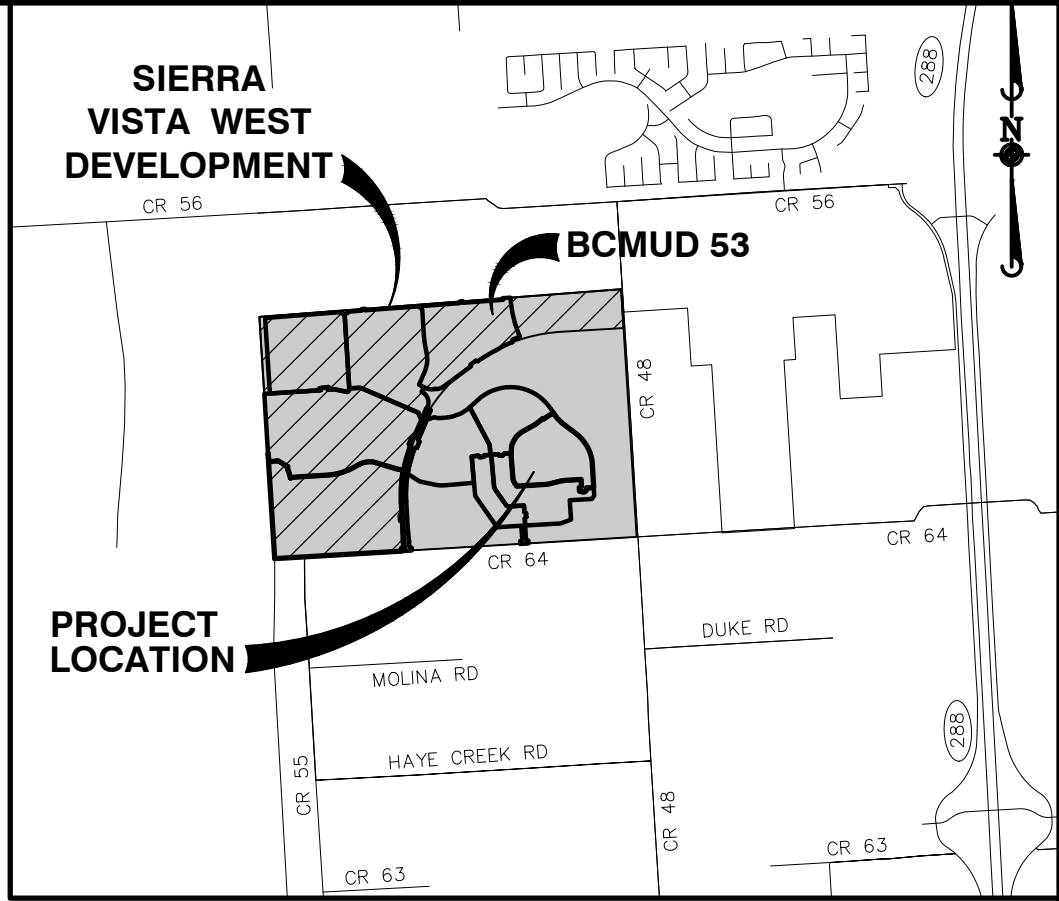 SIERRA
VISTA WEST
DEVELOPMENT
288
N
CR 56
CR 56
BCMUD 53
CR 48
CR 64
CR 64
PROJECT
LOCATION
DUKE RD
MOLINA RD
288
HAYE CREEK RD
CR 55
CR 48
CR 63
CR 63